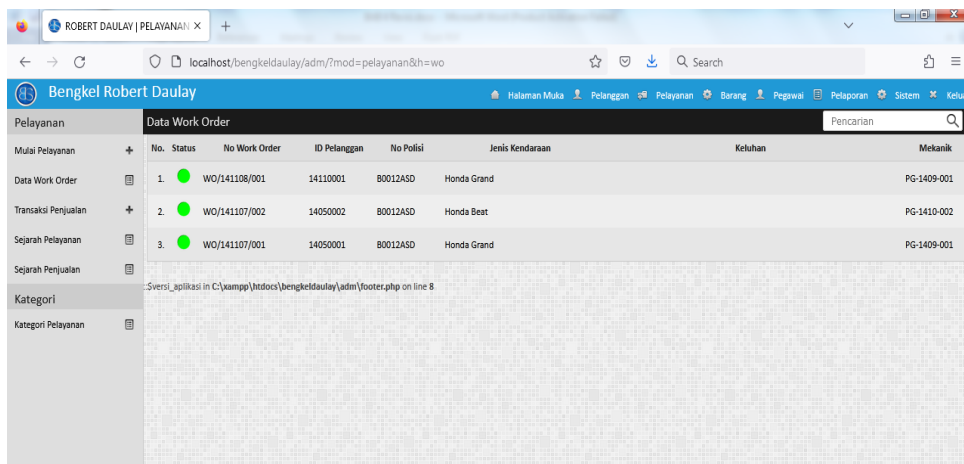 ROBERT DAULAY | PELAYANAN
localhost/bengkeldaulay/adm/?mod=pelayanan&h=wo
Search
Bengkel Robert Daulay
Halaman Muka Pelanggan Pelayanan Barang Pegawai Pelaporan Sistem Kelua
Pelayanan
Data Work Order
Pencarian
Mulai Pelayanan
Data Work Order
Transaksi Penjualan
Sejarah Pelayanan
Sejarah Penjualan
Kategori
Kategori Pelayanan
No. Status No Work Order ID Pelanggan No Polisi Jenis Kendaraan Keluhan Mekanik
1. WO/141108/001 14110001 B0012ASD Honda Grand PG-1409-001
2. WO/141107/002 14050002 B0012ASD Honda Beat PG-1410-002
3. WO/141107/001 14050001 B0012ASD Honda Grand PG-1409-001
:$versi_aplikasi in C:\xampp\htdocs\bengkeldaulay\adm\footer.php on line 8